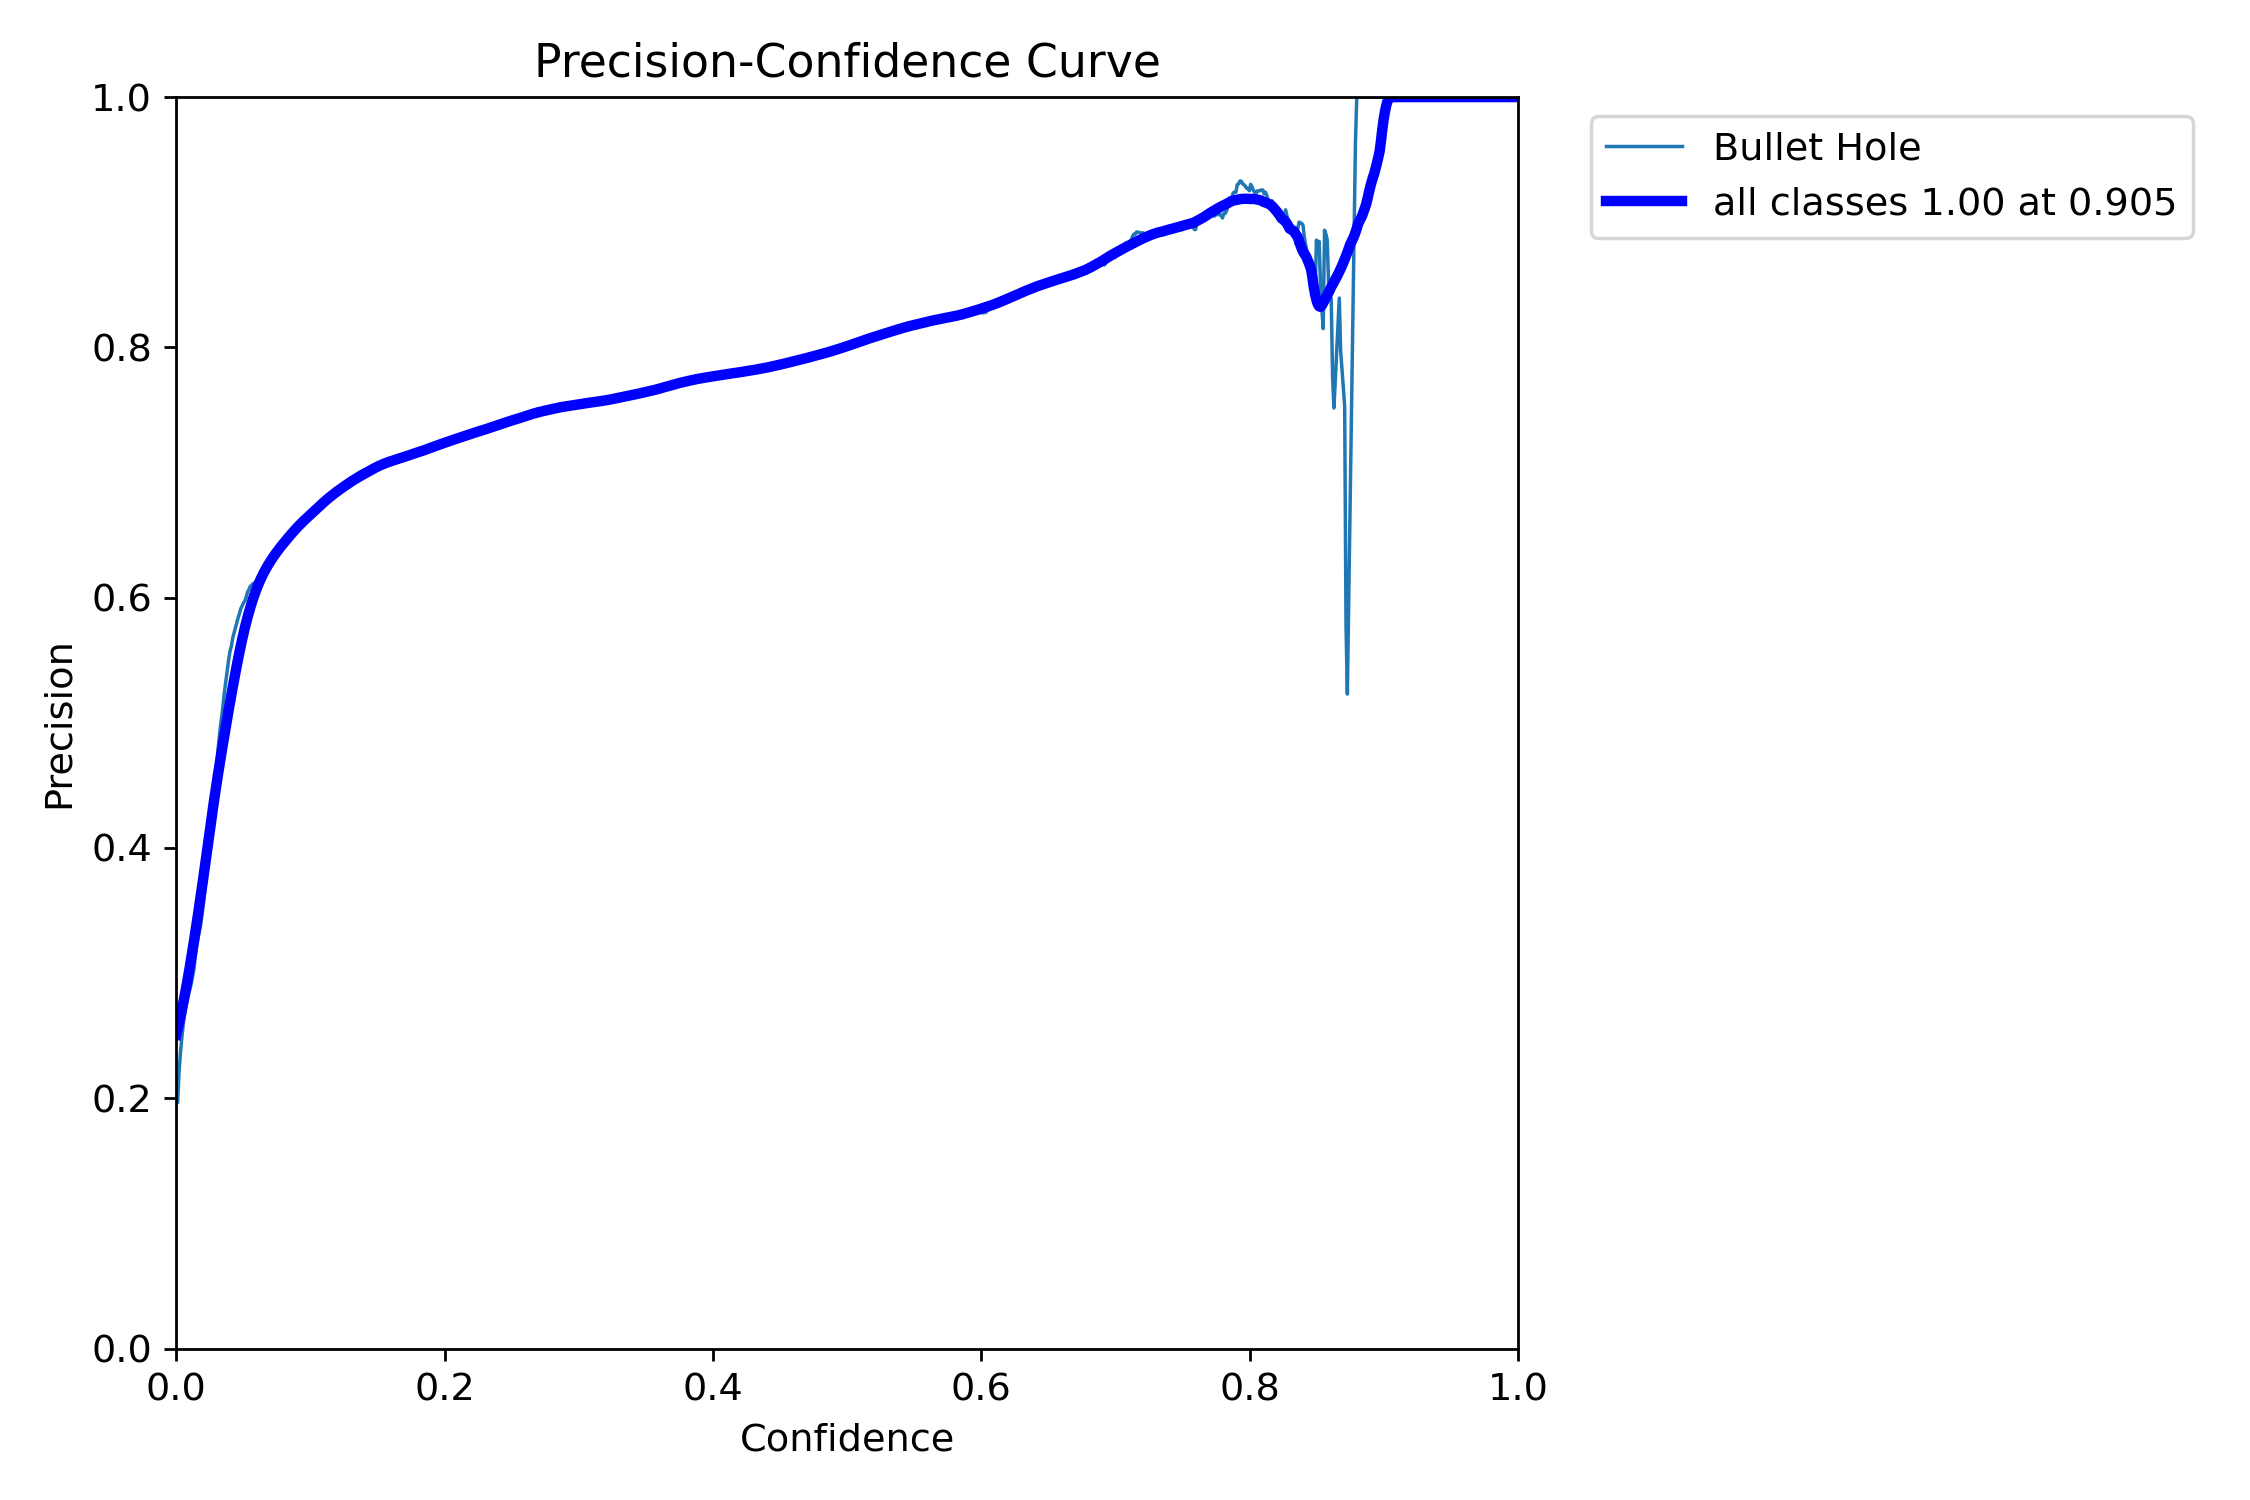 Precision-Confidence Curve
1.0
0.8
0.6
0.4
0.2
0.0
Precision
0.0 0.2 0.4 0.6 0.8 1.0
Confidence
Bullet Hole
all classes 1.00 at 0.905